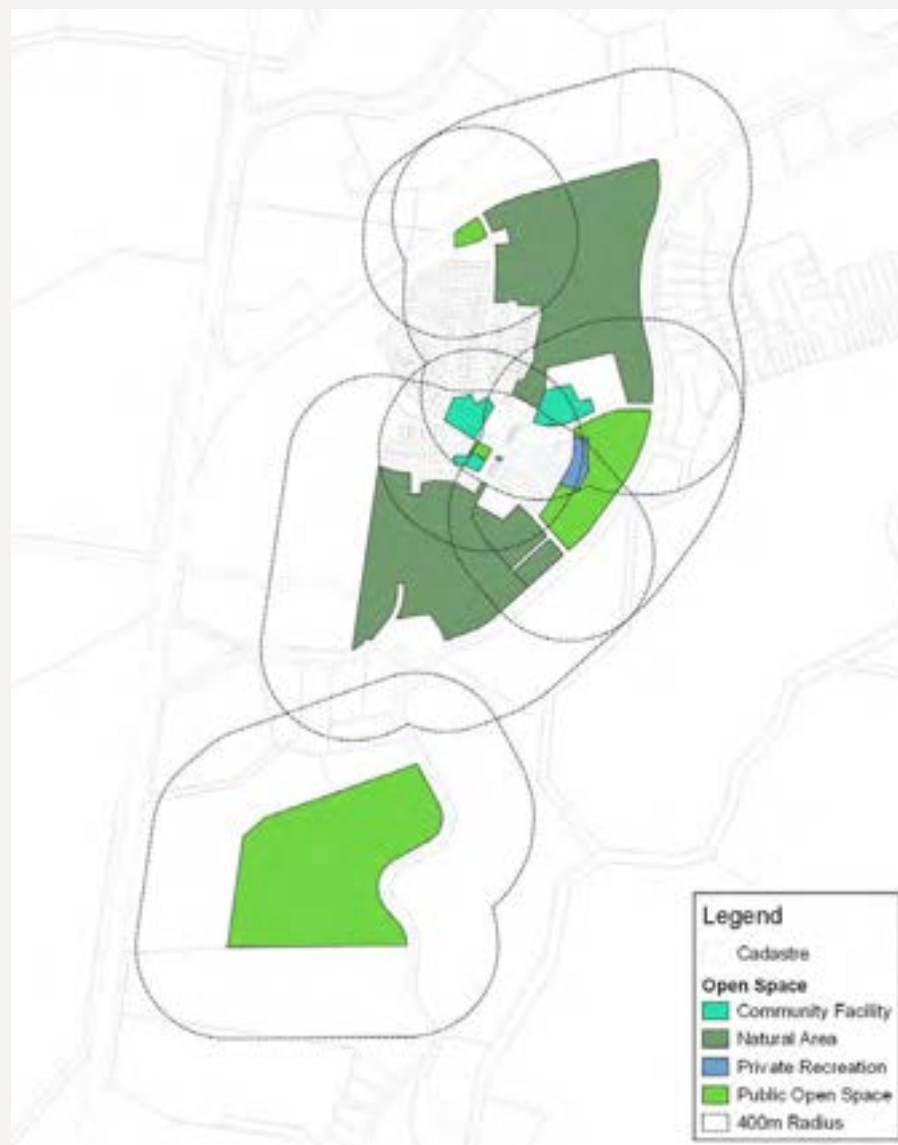 Legend
Cadastre
Open Space
Community Facility
Natural Area
Private Recreation
Public Open Space
400m Radius